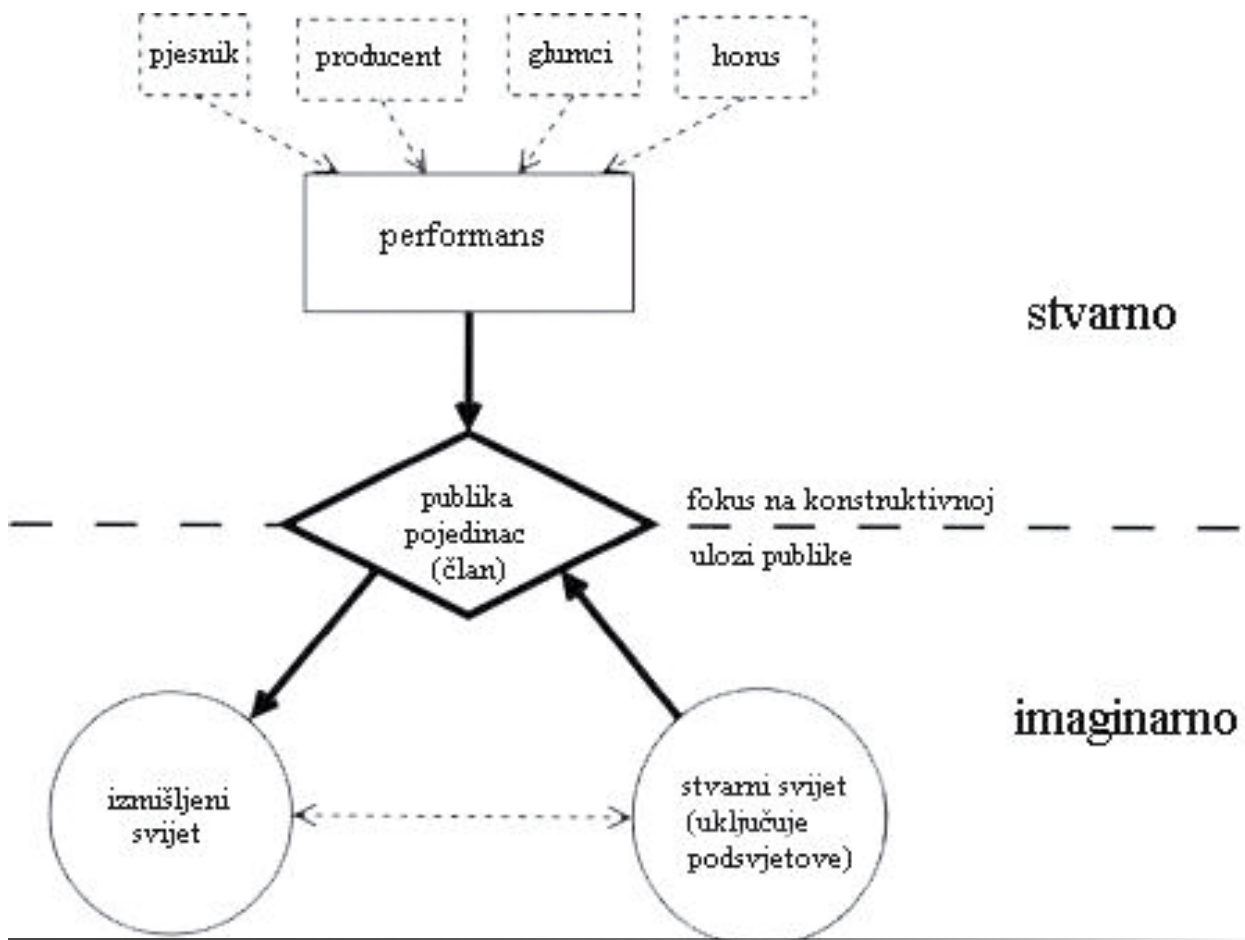 pjesnik
producent
glumci
horus
performans
stvarno
publika
pojedinac
(član)
fokus na konstruktivnoj
ulozi publike
imaginarno
izmišljeni
svijet
stvarni svijet
(uključuje
podsvjetove)